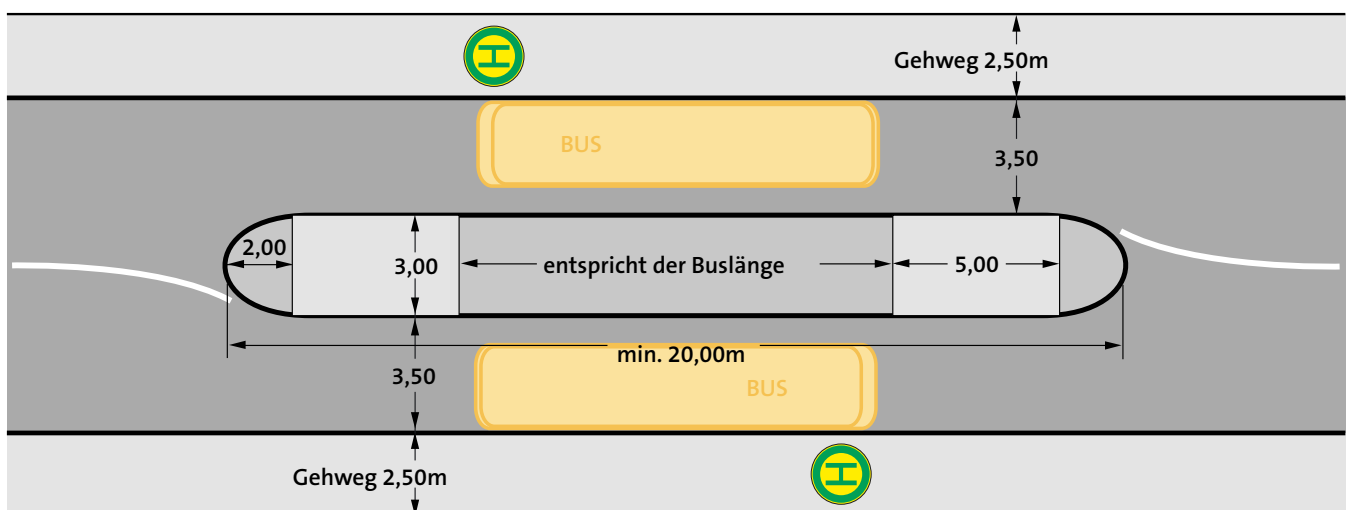 H
Gehweg 2,50m
BUS
3,50
2,00
3,00
entspricht der Buslänge
5,00
min. 20,00m
3,50
BUS
Gehweg 2,50m
H